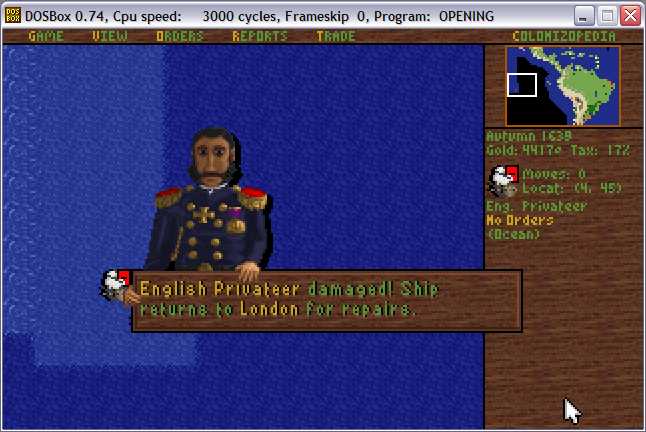 DOSBox 0.74, Cpu speed: 3000 cycles, Frameskip 0, Program: OPENING
GAME VIEW ORDERS REPORTS TRADE COLONIZOPEDIA
Autumn 1639
Gold: 4417 Tax: 17%
Moves: 0
Locat: (4, 45)
Eng. Privateer
No Orders
(Ocean)
English Privateer damaged! Ship
returns to London for repairs.